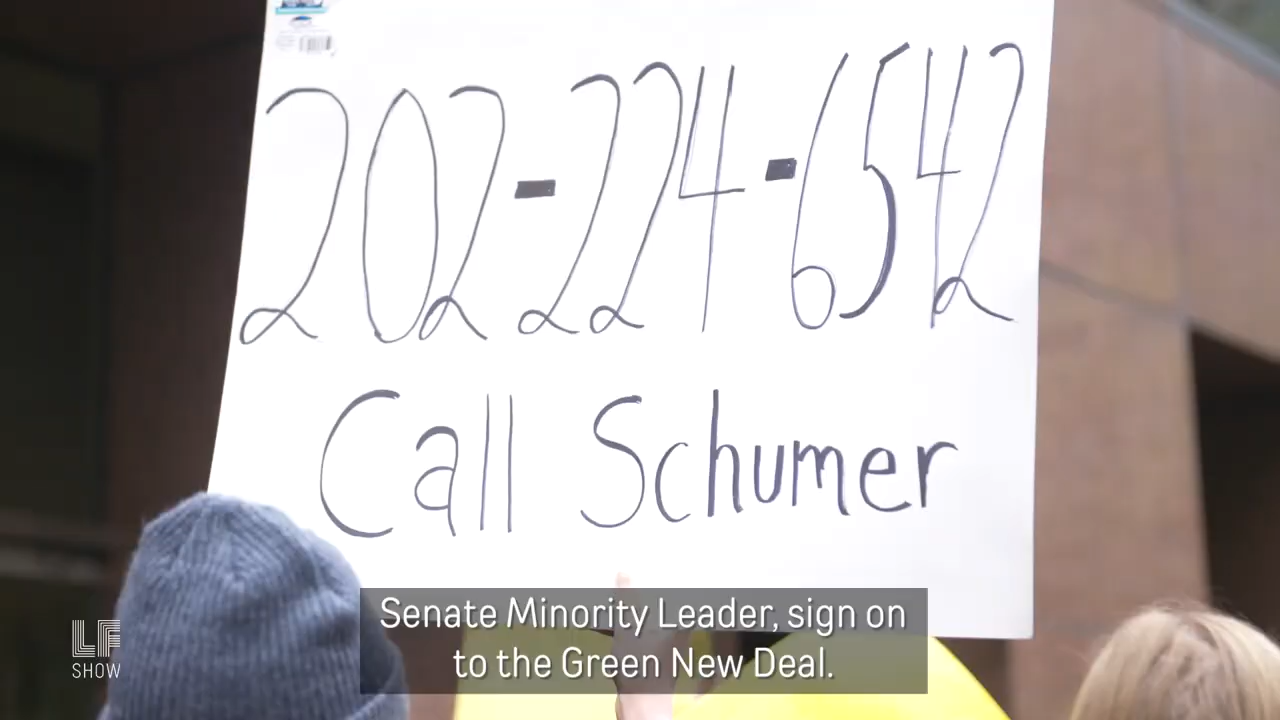 202-224-6542
Call Schumer
Senate Minority Leader, sign on
to the Green New Deal.
LF
SHOW